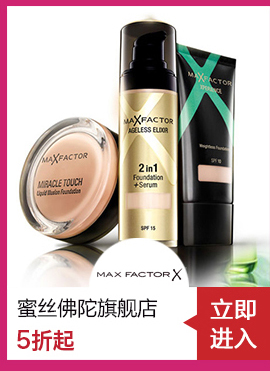 MAXFACTOR
XPERIENCE
Weightless Foundation
SPF 10
MAXFACTOR
AGELESS ELIXIR
2 in 1
Foundation
+Serum
SPF 15
MAXFACTOR
MIRACLE TOUCH
Liquid Illusion Foundation
MAX FACTOR X
蜜丝佛陀旗舰店
5折起
立即
进入